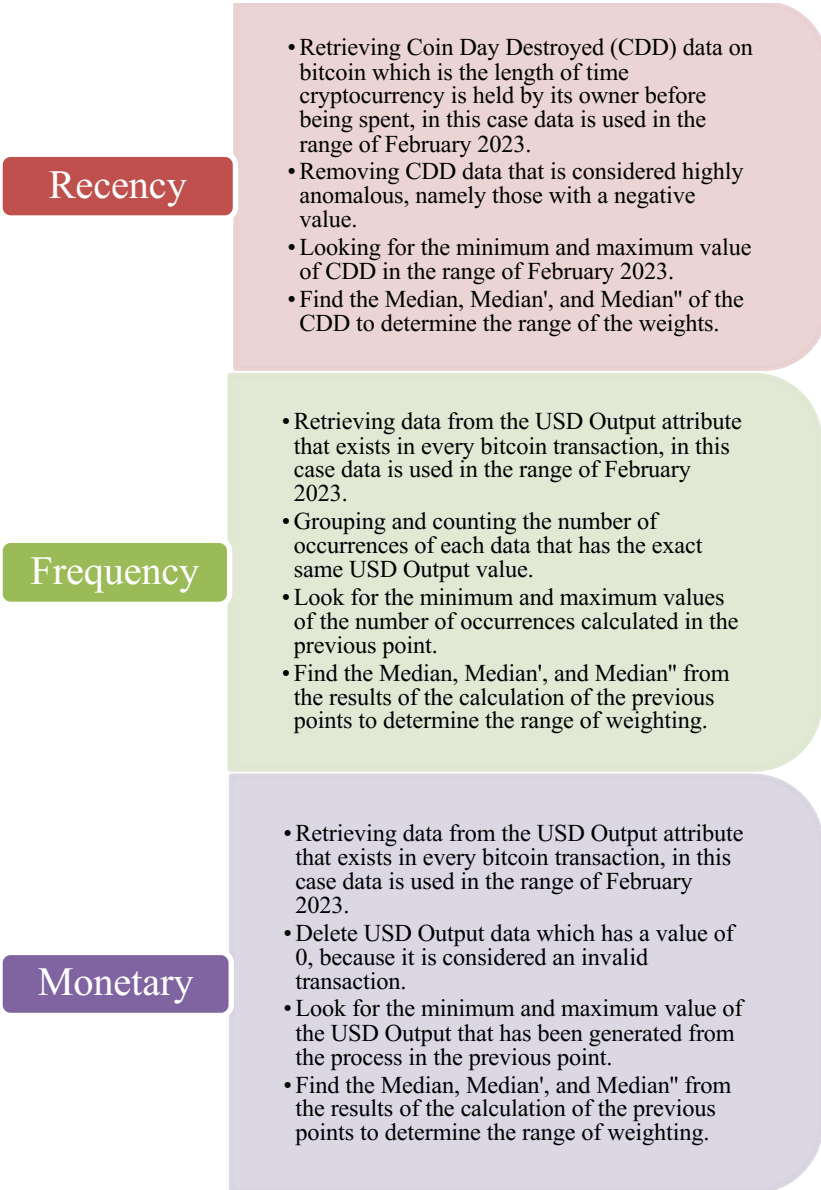 Recency
• Retrieving Coin Day Destroyed (CDD) data on
bitcoin which is the length of time
cryptocurrency is held by its owner before
being spent, in this case data is used in the
range of February 2023.
• Removing CDD data that is considered highly
anomalous, namely those with a negative
value.
• Looking for the minimum and maximum value
of CDD in the range of February 2023.
• Find the Median, Median', and Median" of the
CDD to determine the range of the weights.
Frequency
• Retrieving data from the USD Output attribute
that exists in every bitcoin transaction, in this
case data is used in the range of February
2023.
• Grouping and counting the number of
occurrences of each data that has the exact
same USD Output value.
• Look for the minimum and maximum values
of the number of occurrences calculated in the
previous point.
• Find the Median, Median', and Median" from
the results of the calculation of the previous
points to determine the range of weighting.
Monetary
• Retrieving data from the USD Output attribute
that exists in every bitcoin transaction, in this
case data is used in the range of February
2023.
• Delete USD Output data which has a value of
0, because it is considered an invalid
transaction.
• Look for the minimum and maximum value of
the USD Output that has been generated from
the process in the previous point.
• Find the Median, Median', and Median" from
the results of the calculation of the previous
points to determine the range of weighting.